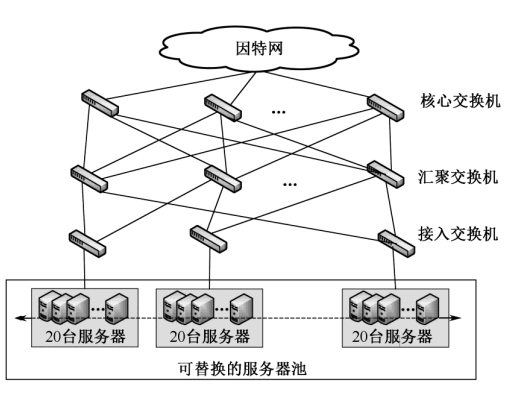 因特网
...
核心交换机
...
汇聚交换机
接入交换机
... ... ...
20台服务器 20台服务器 20台服务器
可替换的服务器池